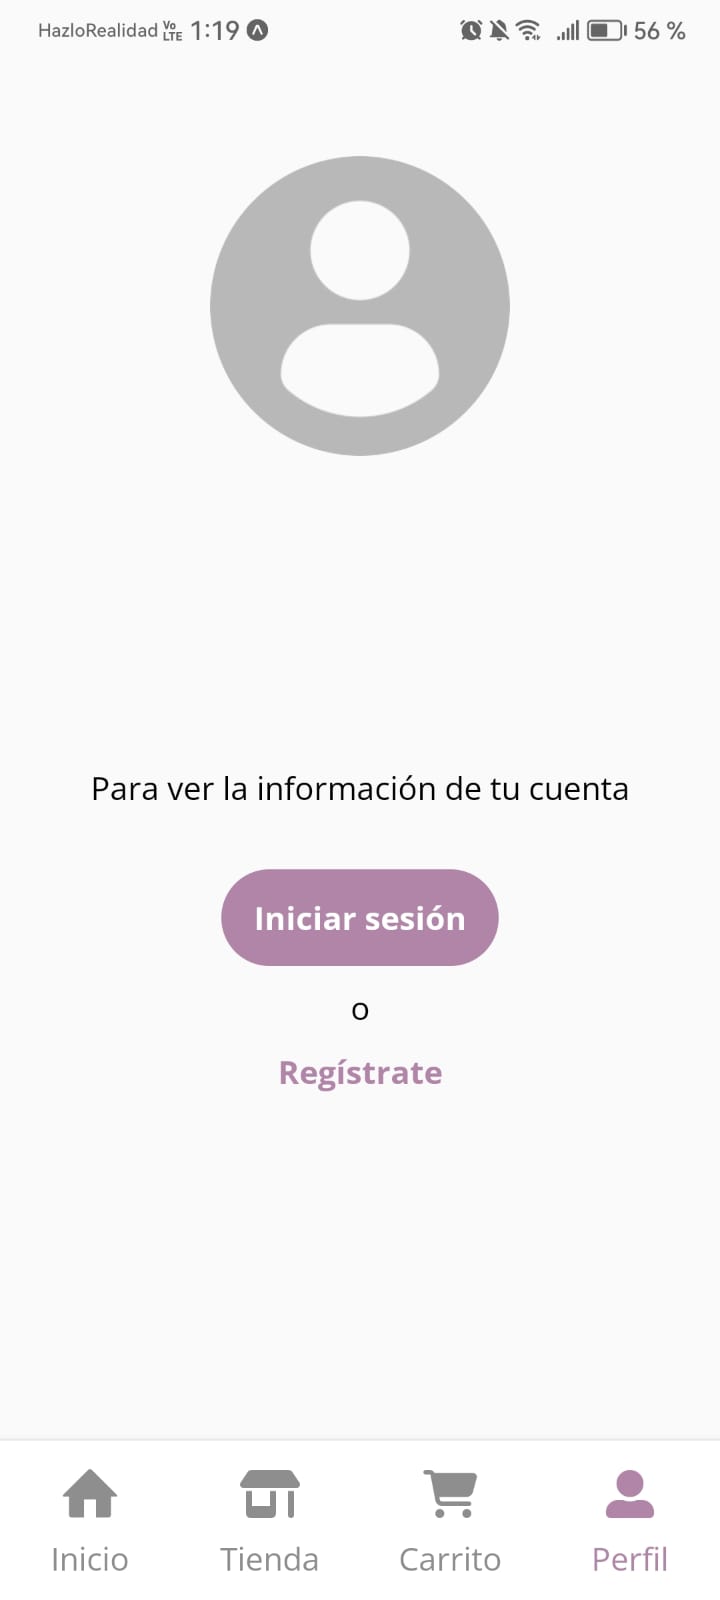 HazloRealidad Vo LTE 1:19 56 %
Para ver la información de tu cuenta
Iniciar sesión
o
Regístrate
Inicio Tienda Carrito Perfil